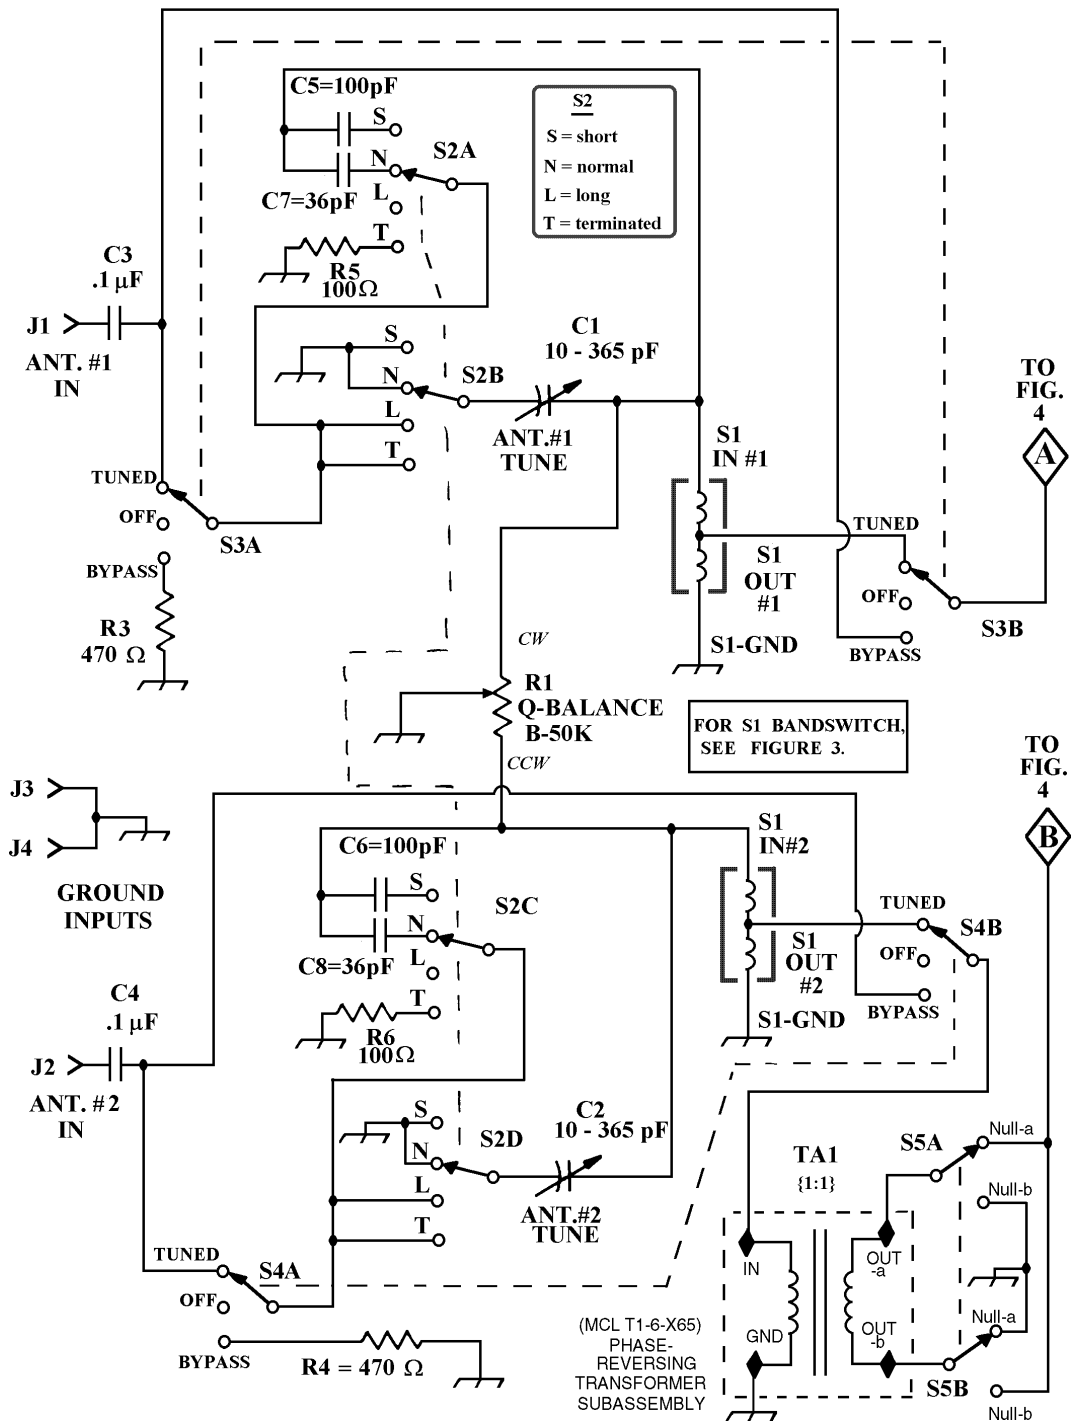 C5=100pF
S
N
S2A
C7=36pF
L
T
R5
100Ω
S2
S = short
N = normal
L = long
T = terminated
C3
.1 µF
J1
ANT. #1
IN
S
N
S2B
L
T
C1
10 - 365 pF
ANT.#1
TUNE
TO
FIG.
4
A
S1
IN #1
TUNED
OFF
S3A
BYPASS
R3
470 Ω
S1
OUT
#1
S1-GND
TUNED
OFF
S3B
BYPASS
CW
R1
Q-BALANCE
B-50K
CCW
FOR S1 BANDSWITCH,
SEE FIGURE 3.
J3
J4
GROUND
INPUTS
TO
FIG.
4
B
C6=100pF
S
N
S2C
C8=36pF
L
T
R6
100Ω
S1
IN#2
S1
OUT
#2
S1-GND
TUNED
S4B
OFF
BYPASS
C4
.1 µF
J2
ANT. #2
IN
S
N
S2D
L
T
C2
10 - 365 pF
ANT.#2
TUNE
TUNED
S4A
OFF
BYPASS
R4 = 470 Ω
TA1
{1:1}
S5A
Null-a
Null-b
IN
OUT
-a
GND
OUT
-b
Null-a
S5B
Null-b
(MCL T1-6-X65)
PHASE-
REVERSING
TRANSFORMER
SUBASSEMBLY